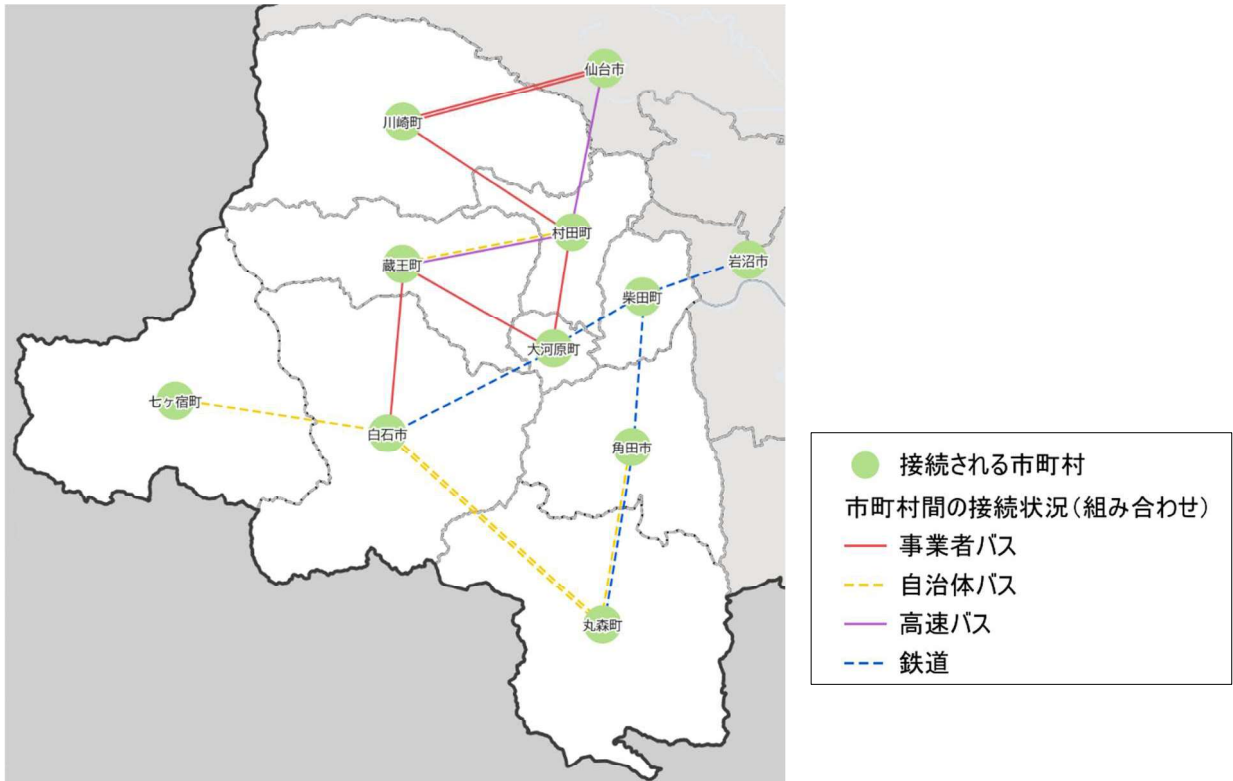 仙台市
川崎町
村田町
蔵王町
岩沼市
柴田町
大河原町
七ヶ宿町
白石市
角田市
丸森町
接続される市町村
市町村間の接続状況(組み合わせ)
事業者バス
自治体バス
高速バス
鉄道